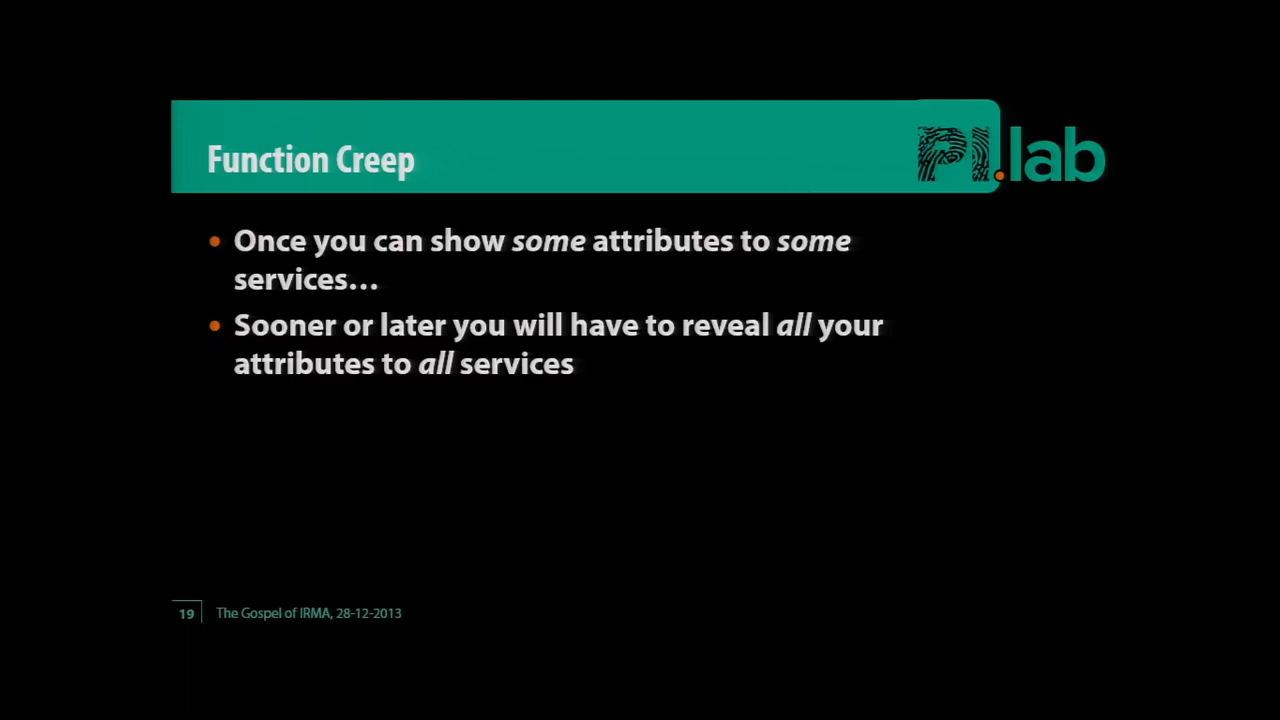 Function Creep
PI.lab
Once you can show some attributes to some
services…
Sooner or later you will have to reveal all your
attributes to all services
19
The Gospel of IRMA, 28-12-2013